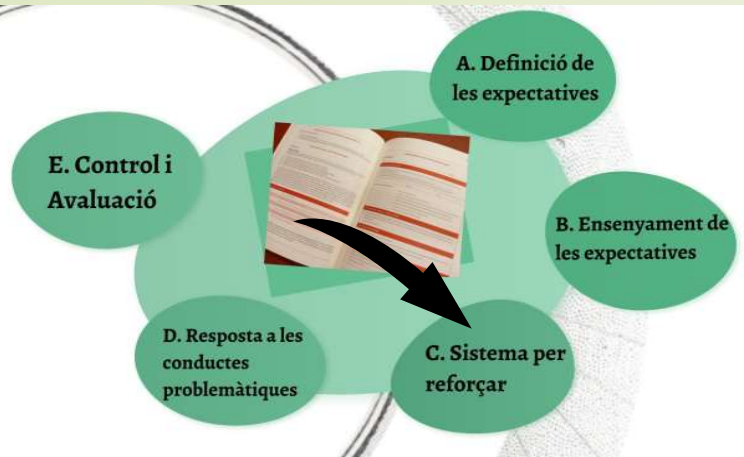 A. Definició de
les expectatives
B. Ensenyament de
les expectatives
C. Sistema per
reforçar
D. Resposta a les
conductes
problemàtiques
E. Control i
Avaluació